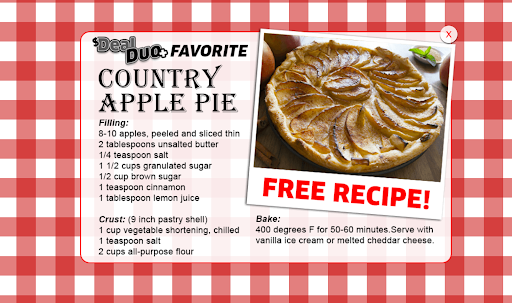 $Deal Duo FAVORITE
X
COUNTRY
APPLE PIE
Filling:
8-10 apples, peeled and sliced thin
2 tablespoons unsalted butter
1/4 teaspoon salt
1 1/2 cups granulated sugar
1/2 cup brown sugar
1 teaspoon cinnamon
1 tablespoon lemon juice
FREE RECIPE!
Crust: (9 inch pastry shell)
1 cup vegetable shortening, chilled
1 teaspoon salt
2 cups all-purpose flour
Bake:
400 degrees F for 50-60 minutes.Serve with
vanilla ice cream or melted cheddar cheese.